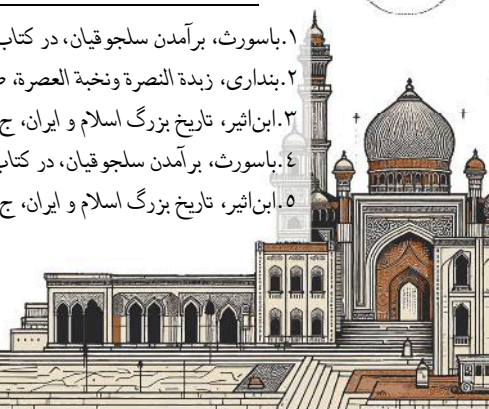 ۱.باسورث، برآمدن سلجوقیان، در کتاب
۲.بنداری، زبدة النصرة ونخبة العصرة،
۳.ابن‌اثیر، تاریخ بزرگ اسلام و ایران، ج
٤.باسورث، برآمدن سلجوقیان، در کتاب
٥.ابن‌اثیر، تاریخ بزرگ اسلام و ایران، ج